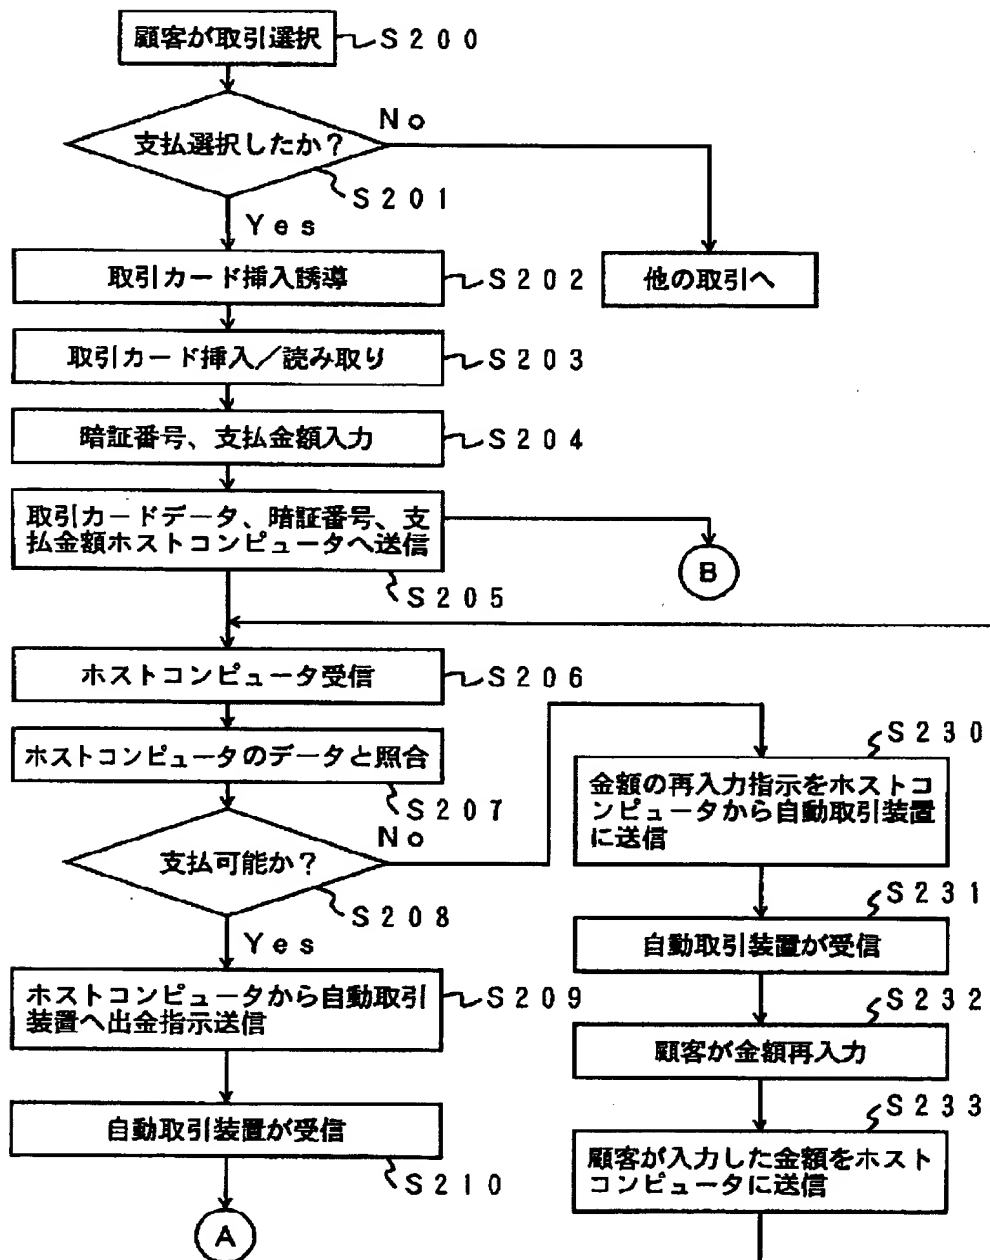 顧客が取引選択
S200
支払選択したか？
No
S201
Yes
取引カード挿入誘導
S202
他の取引へ
取引カード挿入／読み取り
S203
暗証番号、支払金額入力
S204
取引カードデータ、暗証番号、支
払金額ホストコンピュータへ送信
S205
B
ホストコンピュータ受信
S206
ホストコンピュータのデータと照合
S207
支払可能か？
No
S208
Yes
ホストコンピュータから自動取引
装置へ出金指示送信
S209
自動取引装置が受信
S210
A
S230
金額の再入力指示をホストコ
ンピュータから自動取引装置
に送信
S231
自動取引装置が受信
S232
顧客が金額再入力
S233
顧客が入力した金額をホスト
コンピュータに送信